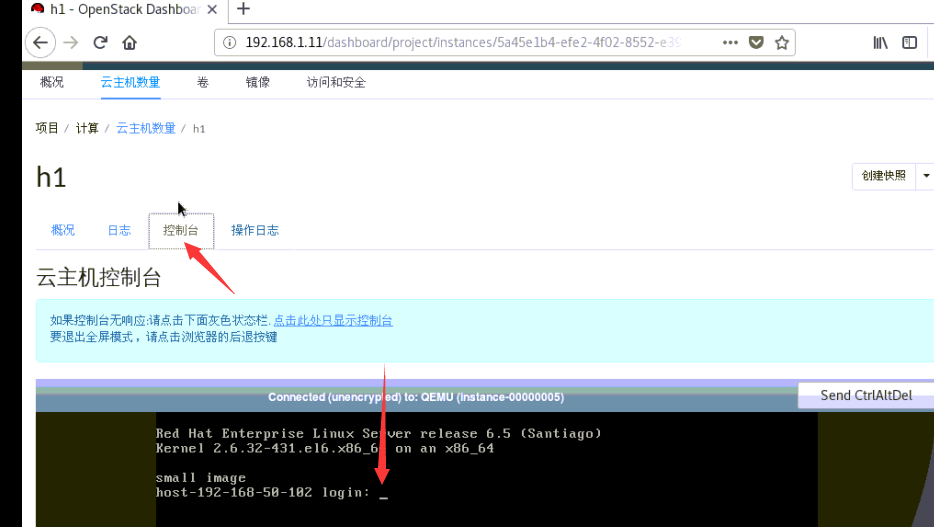 h1 - OpenStack Dashboar
192.168.1.11/dashboard/project/instances/5a45e1b4-efe2-4f02-8552-e39
概况 云主机数量 卷 镜像 访问和安全
项目 / 计算 / 云主机数量 / h1
h1
创建快照
概况 日志 控制台 操作日志
云主机控制台
如果控制台无响应:请点击下面灰色状态栏.点击此处只显示控制台
要退出全屏模式，请点击浏览器的后退按键
Connected (unencrypted) to: QEMU (instance-00000005)
Send CtrlAltDel
Red Hat Enterprise Linux Server release 6.5 (Santiago)
Kernel 2.6.32-431.el6.x86_64 on an x86_64
small image
host-192-168-50-102 login: _